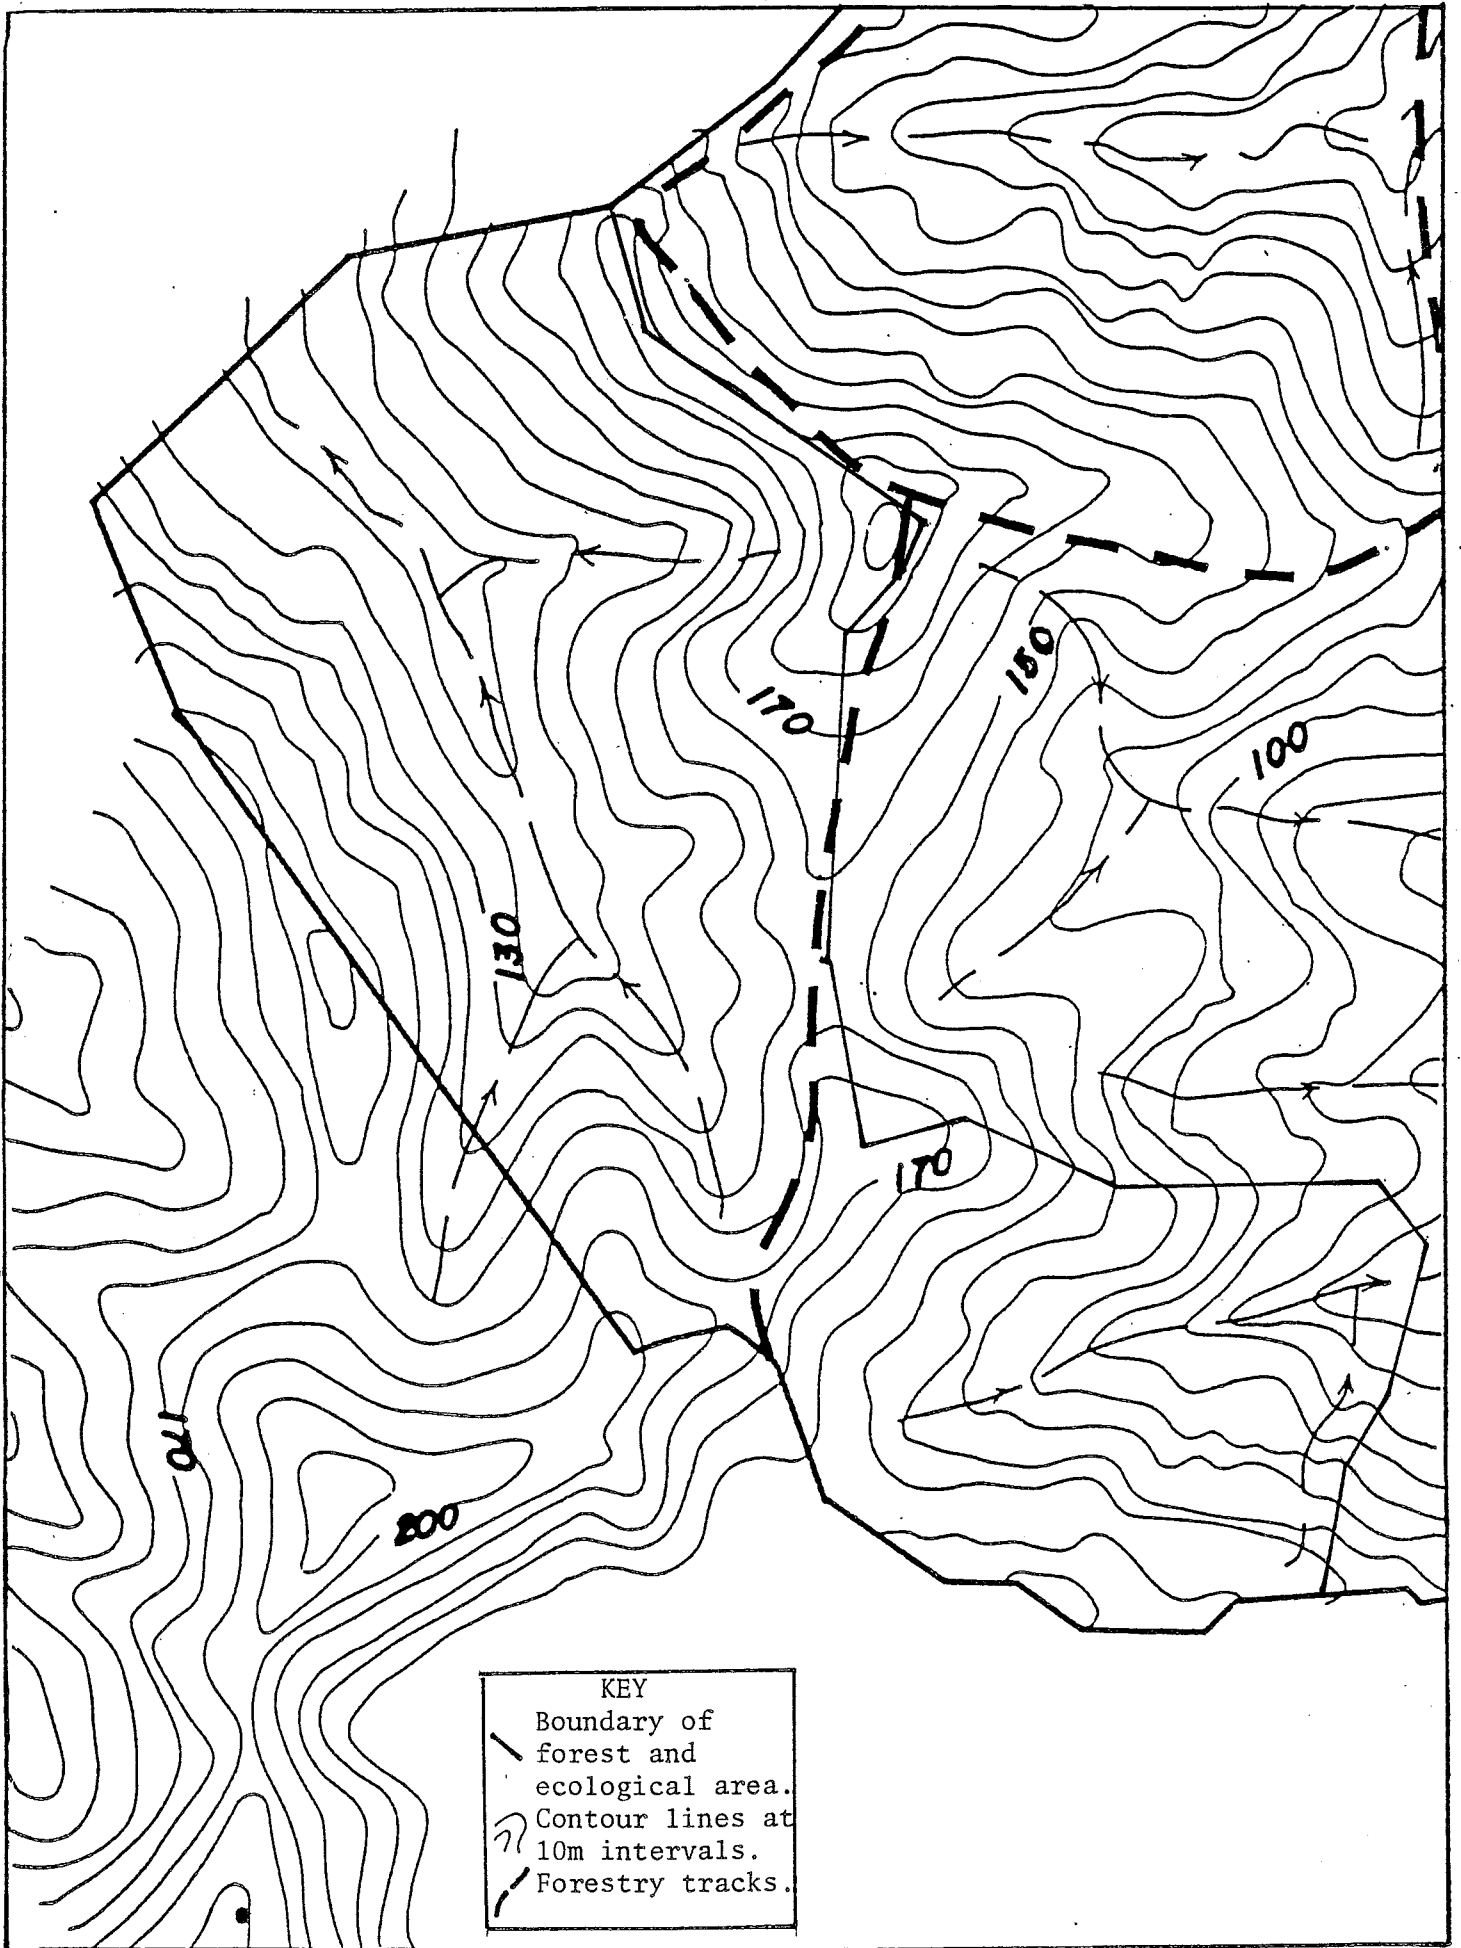 150
170
100
130
170
170
200
KEY
Boundary of
forest and
ecological area.
Contour lines at
10m intervals.
Forestry tracks.